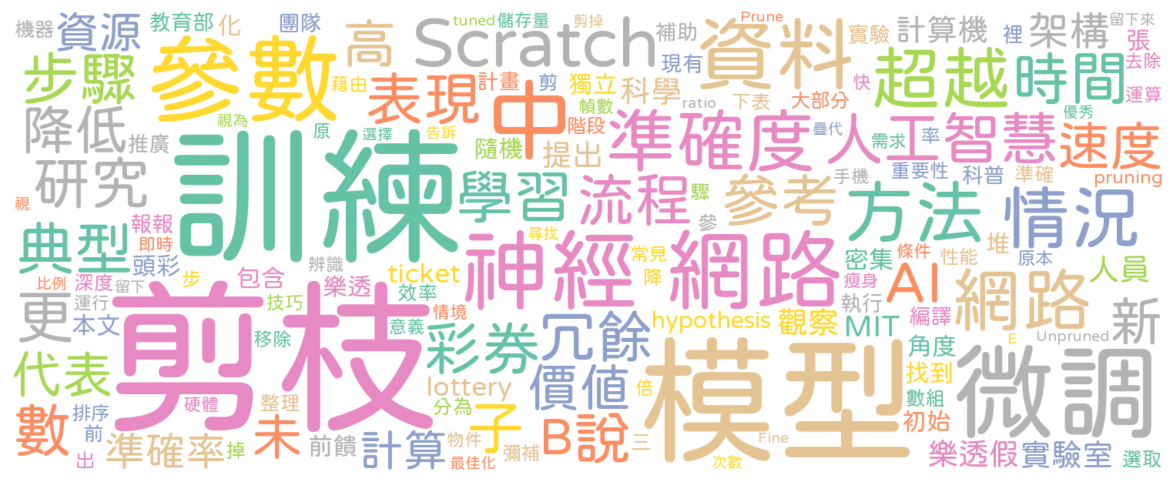 機器
資源
教育部
化
團隊
高
Scratch
tuned
儲存量
剪掉
補助
資料
Prune
實驗
計算機
裡
架構
留下來
張
去除
步驟
參數
藉由
表現
計畫
剪
獨立
現有
科學
ratio
下表
大部分
超越
快
時間
優秀
運算
降低
推廣
視為
原
選擇
告訴
隨機
中
階段
幀數
提出
準確度
疊代
需求
率
人工智慧
速度
研究
訓練
學習
流程
驟
參考
參
手機
方法
重要性
科普
準確
pruning
情況
視
典型
報報
即時
頭彩
神經
網路
尋找
常見
降
密集
條件
性能
堆
原本
人員
比例
深度
留下
運行
步
包含
辨識
樂透
ticket
效率
瘦身
執行
AI
網路
新
更
本文
技巧
移除
剪枝
意義
情境
彩券
冗餘
hypothesis
觀察
MIT
編譯
E
Unpruned
微調
代表
硬體
整理
lottery
分為
子
價值
倍
模型
角度
找到
數組
初始
數
排序
前
出
準確率
掉
未
前饋
計算
物件
最佳化
彌補
B說
三
Fine
次數
樂透假
實驗室
選取